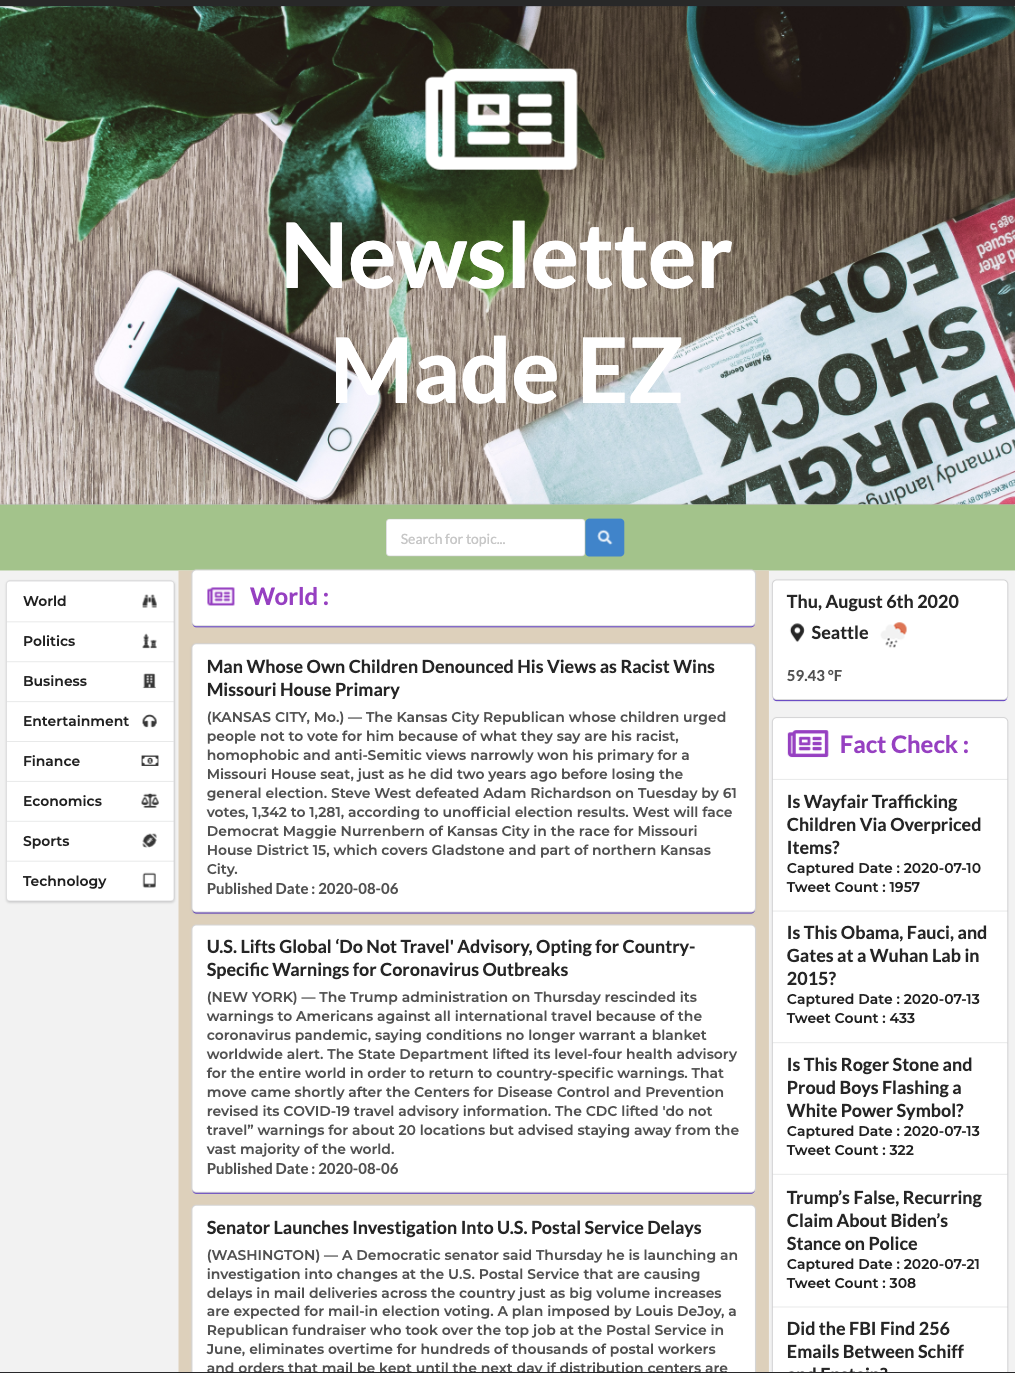 Newsletter
Made EZ
page 5
escued
d after
FOR
SHOCK
BURGLA
ormandy landings
By Allan George
Search for topic...
World
Politics
Business
Entertainment
Finance
Economics
Sports
Technology
World :
Man Whose Own Children Denounced His Views as Racist Wins
Missouri House Primary
(KANSAS CITY, Mo.) — The Kansas City Republican whose children urged
people not to vote for him because of what they say are his racist,
homophobic and anti-Semitic views narrowly won his primary for a
Missouri House seat, just as he did two years ago before losing the
general election. Steve West defeated Adam Richardson on Tuesday by 61
votes, 1,342 to 1,281, according to unofficial election results. West will face
Democrat Maggie Nurrenbern of Kansas City in the race for Missouri
House District 15, which covers Gladstone and part of northern Kansas
City.
Published Date : 2020-08-06
U.S. Lifts Global ‘Do Not Travel' Advisory, Opting for Country-
Specific Warnings for Coronavirus Outbreaks
(NEW YORK) — The Trump administration on Thursday rescinded its
warnings to Americans against all international travel because of the
coronavirus pandemic, saying conditions no longer warrant a blanket
worldwide alert. The State Department lifted its level-four health advisory
for the entire world in order to return to country-specific warnings. That
move came shortly after the Centers for Disease Control and Prevention
revised its COVID-19 travel advisory information. The CDC lifted 'do not
travel” warnings for about 20 locations but advised staying away from the
vast majority of the world.
Published Date : 2020-08-06
Senator Launches Investigation Into U.S. Postal Service Delays
(WASHINGTON) — A Democratic senator said Thursday he is launching an
investigation into changes at the U.S. Postal Service that are causing
delays in mail deliveries across the country just as big volume increases
are expected for mail-in election voting. A plan imposed by Louis DeJoy, a
Republican fundraiser who took over the top job at the Postal Service in
June, eliminates overtime for hundreds of thousands of postal workers
and orders that mail be kept until the next day if distribution centers are
Thu, August 6th 2020
Seattle
59.43 °F
Fact Check :
Is Wayfair Trafficking
Children Via Overpriced
Items?
Captured Date : 2020-07-10
Tweet Count : 1957
Is This Obama, Fauci, and
Gates at a Wuhan Lab in
2015?
Captured Date : 2020-07-13
Tweet Count : 433
Is This Roger Stone and
Proud Boys Flashing a
White Power Symbol?
Captured Date : 2020-07-13
Tweet Count : 322
Trump’s False, Recurring
Claim About Biden’s
Stance on Police
Captured Date : 2020-07-21
Tweet Count : 308
Did the FBI Find 256
Emails Between Schiff
and Epstein?